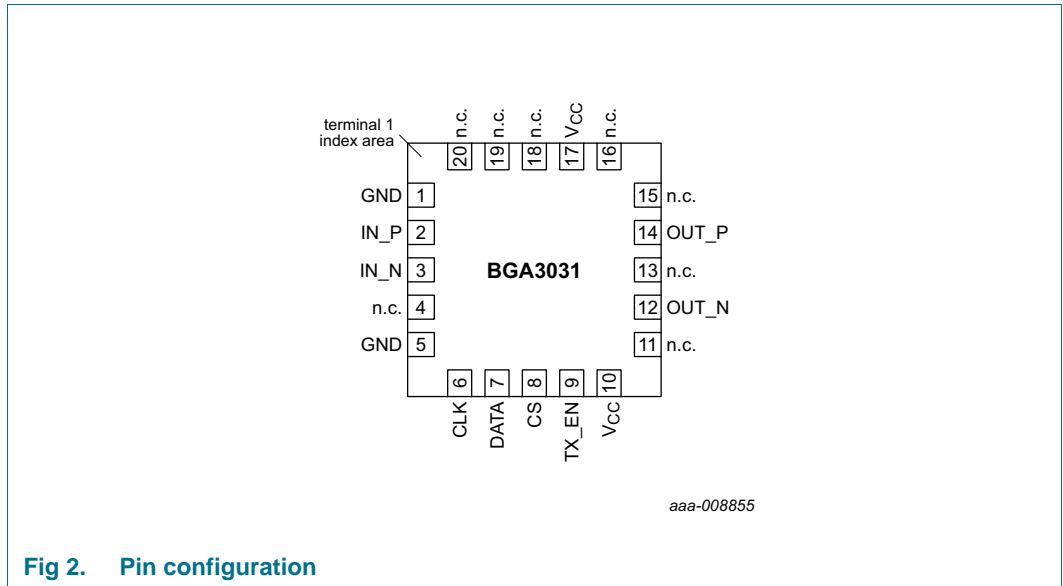 terminal 1
index area
20 n.c.
19 n.c.
18 n.c.
17 VCC
16 n.c.
GND 1
IN_P 2
IN_N 3
n.c. 4
GND 5
BGA3031
15 n.c.
14 OUT_P
13 n.c.
12 OUT_N
11 n.c.
CLK 6
DATA 7
CS 8
TX_EN 9
VCC 10
aaa-008855
Fig 2. Pin configuration